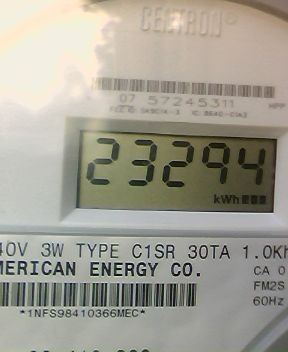 CENTRON®
07 57245311
23294
kWh
40V 3W TYPE C1SR 30TA 1.0Kh
MERICAN ENERGY CO.
CA 0
FM2S
60Hz
*1NFS98410366MEC*